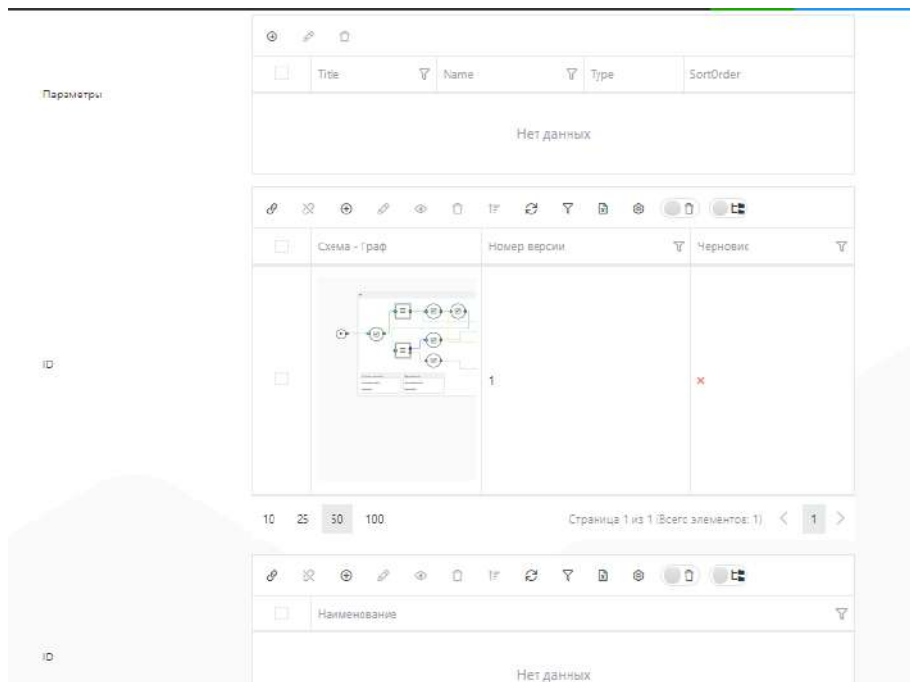 Title Name Type SortOrder
Параметры
Нет данных
Схема - Граф Номер версии Черновик
ID
1
10 25 50 100 Страница 1 из 1 (Всего элементов: 1) 1
Наименование
ID
Нет данных